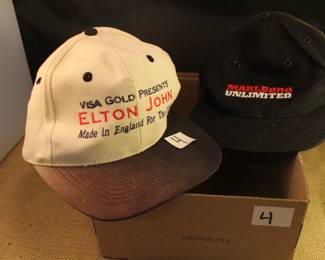 VISA GOLD PRESENTS
ELTON JOHN
Made in England For The
4
MARLBORO
UNLIMITED
4